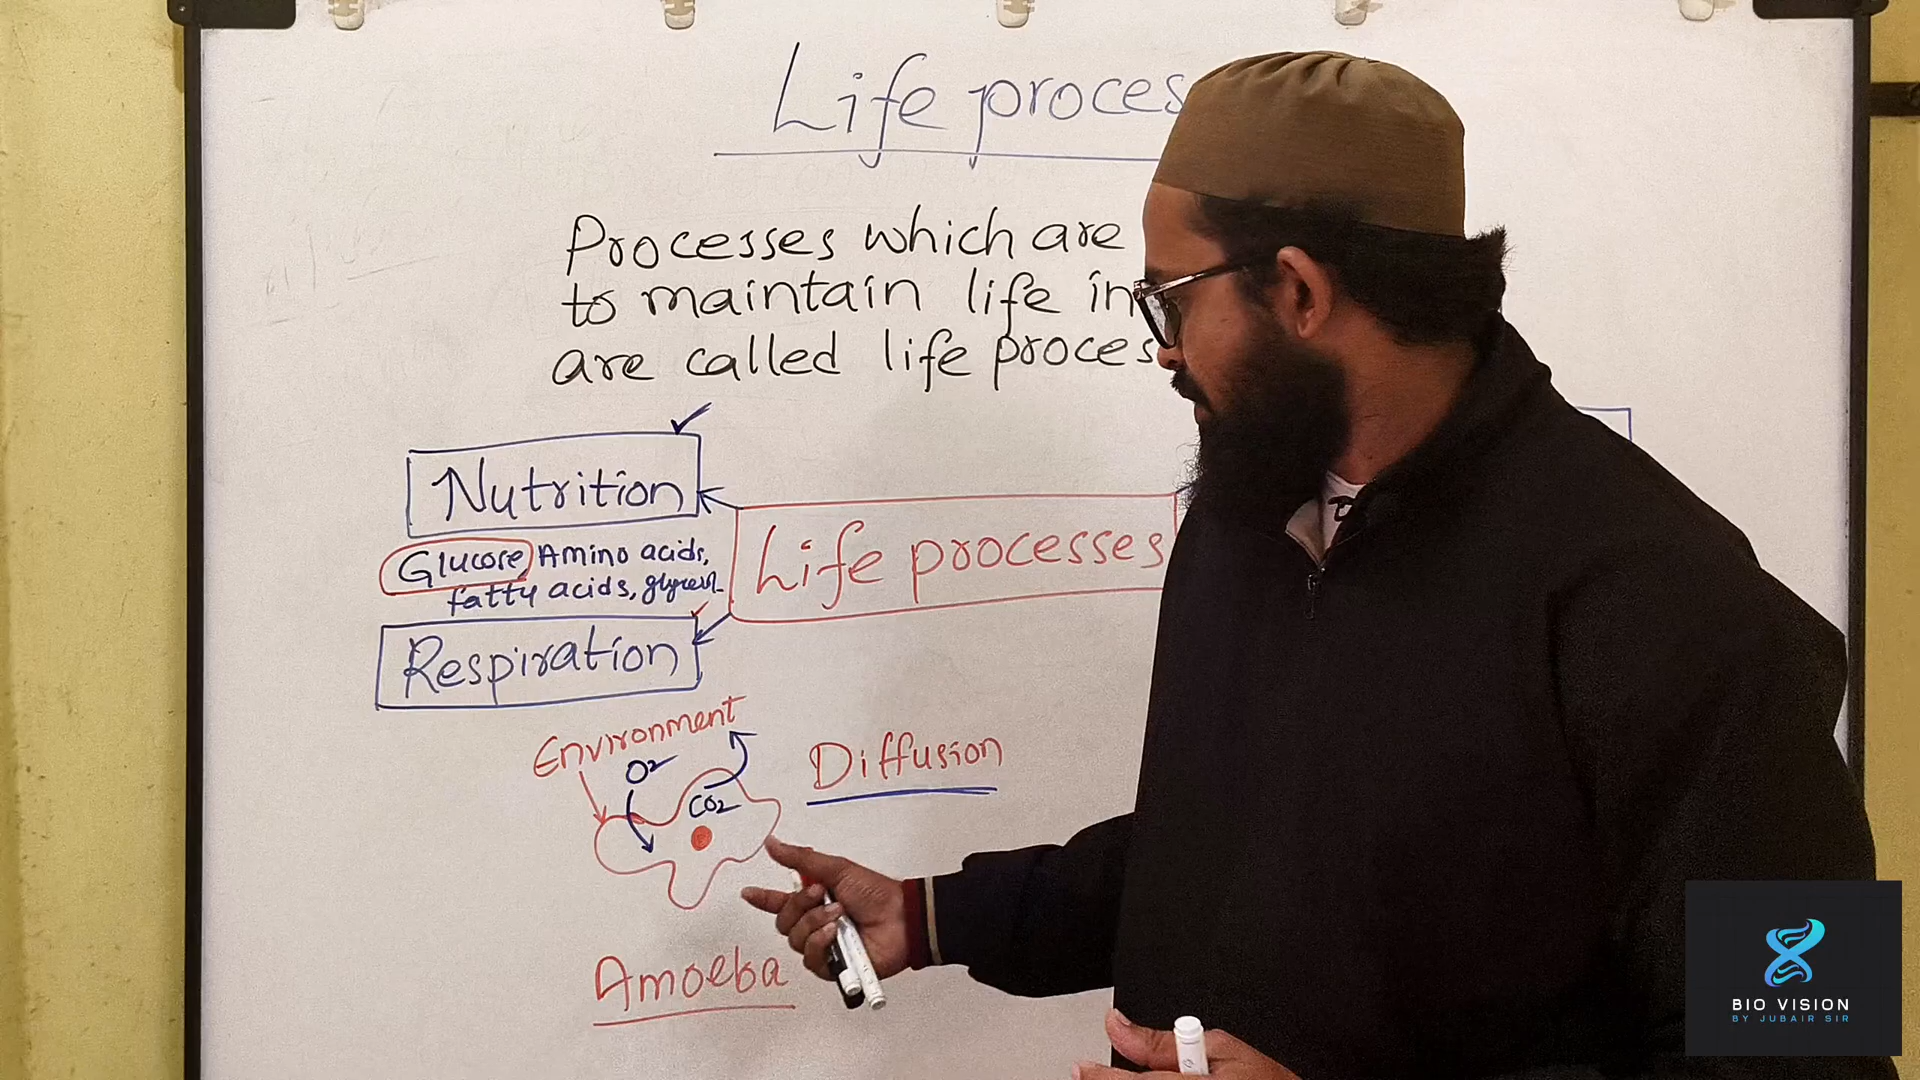 Life proces
Processes which are
to maintain life in
are called life proces
Nutrition
Glucose, Amino acids,
fatty acids, glycerol
Life processes
Respiration
Environment
O2
CO2
Diffusion
Amoeba
BIO VISION
BY JUBAIR SIR